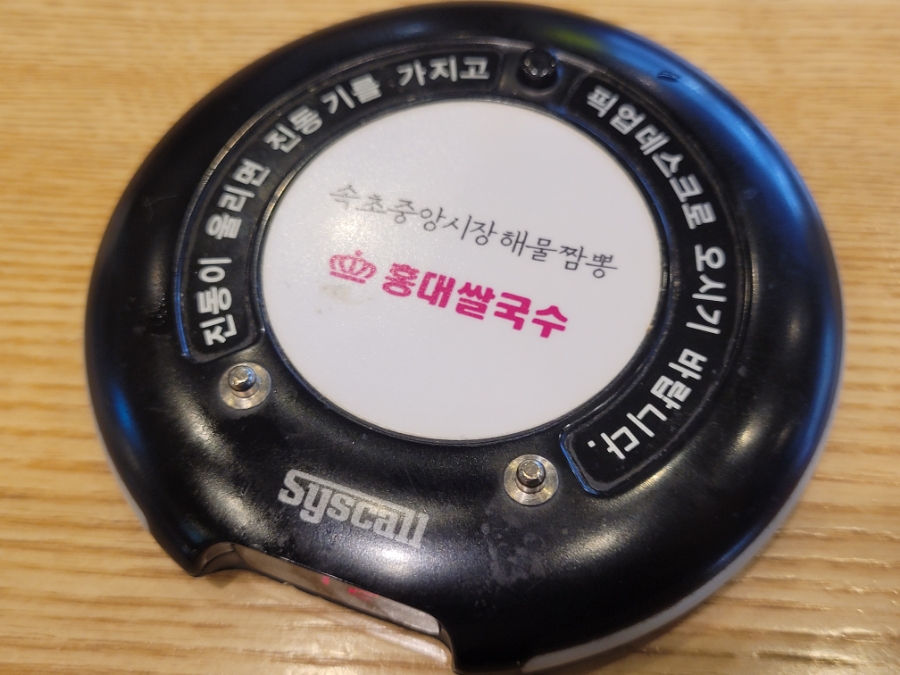 진동이 울리면 진동기를 가지고
픽업데스크로 오시기 바랍니다.
속초중앙시장해물짬뽕
홍대쌀국수
Syscall